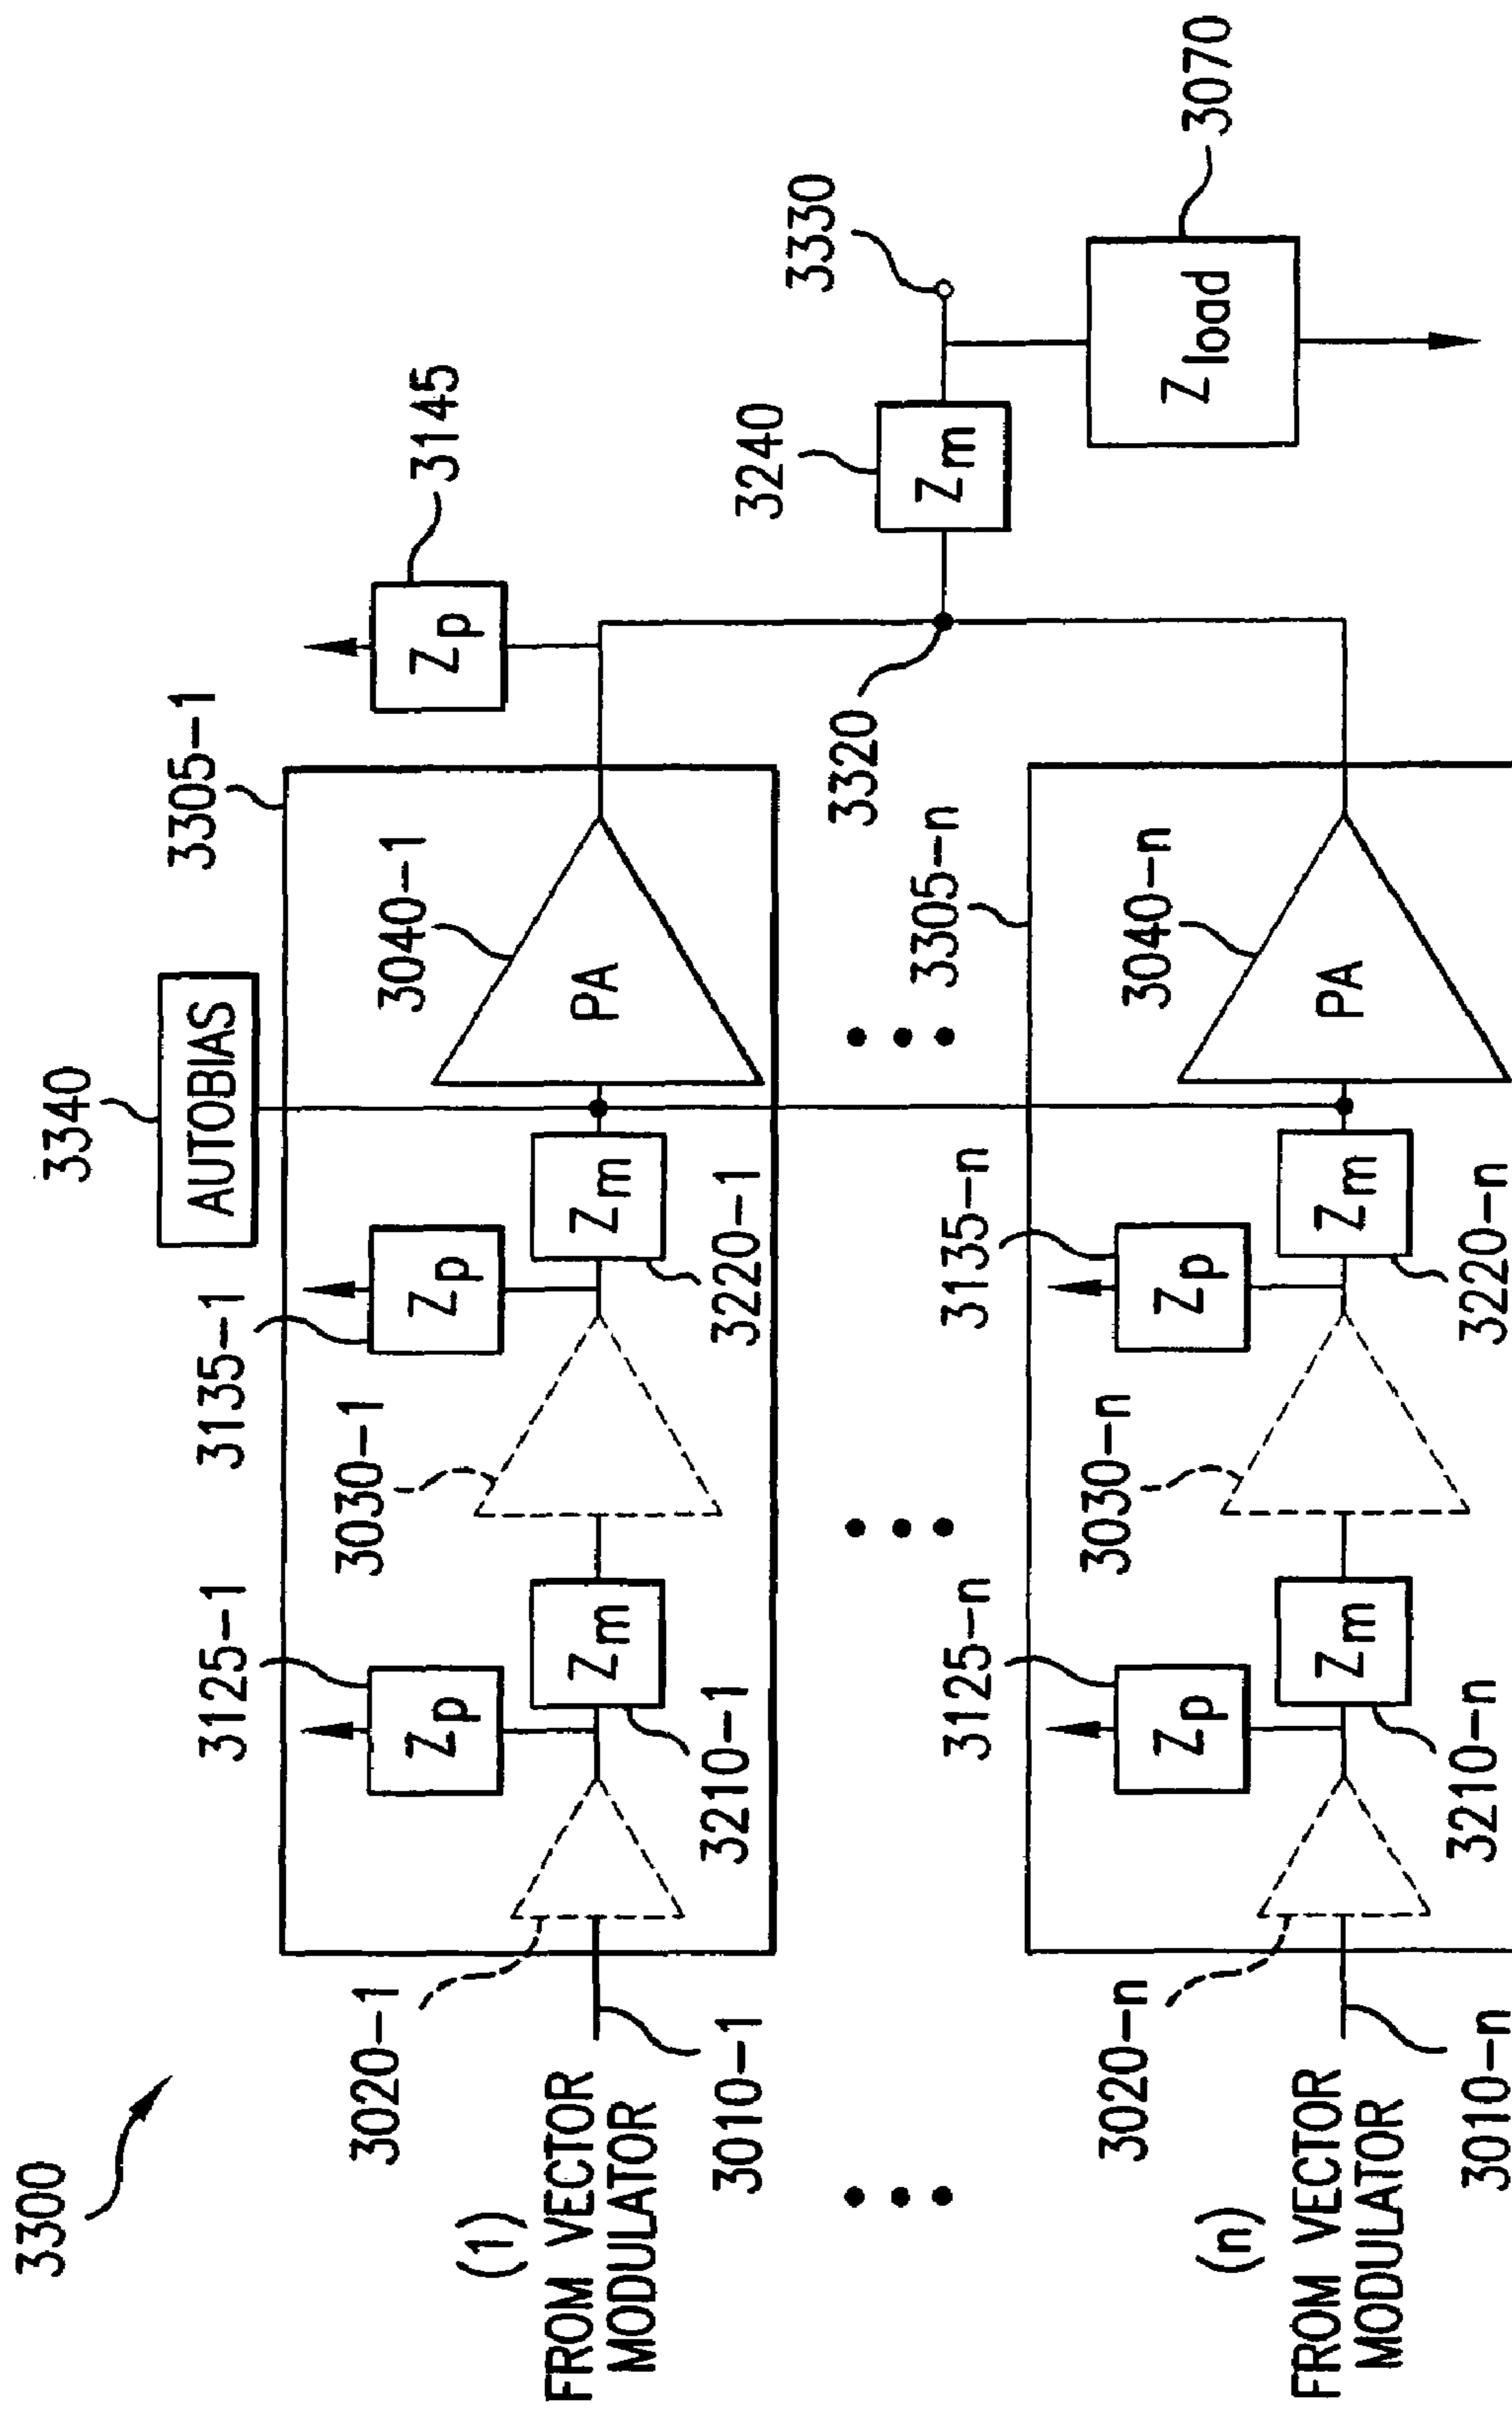 3300
3340
AUTOBIAS
3305-1
3145
Zp
3125-1
3135-1
Zp
Zp
3020-1
3030-1
3040-1
(1)
FROM VECTOR
MODULATOR
Zm
Zm
PA
3010-1
3210-1
3220-1
3330
3240
Zm
3320
3070
Zload
3305-n
3125-n
3135-n
Zp
Zp
3020-n
3030-n
3040-n
(n)
FROM VECTOR
MODULATOR
Zm
Zm
PA
3010-n
3210-n
3220-n